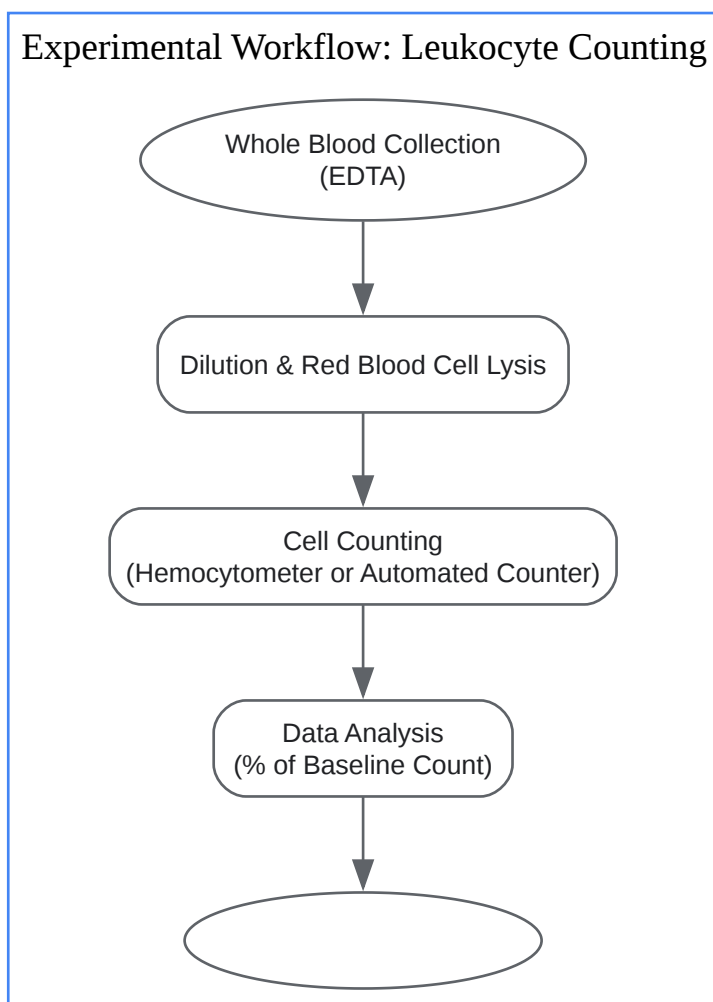 Experimental Workflow: Leukocyte Counting
Whole Blood Collection
(EDTA)
Dilution & Red Blood Cell Lysis
Cell Counting
(Hemocytometer or Automated Counter)
Data Analysis
(% of Baseline Count)